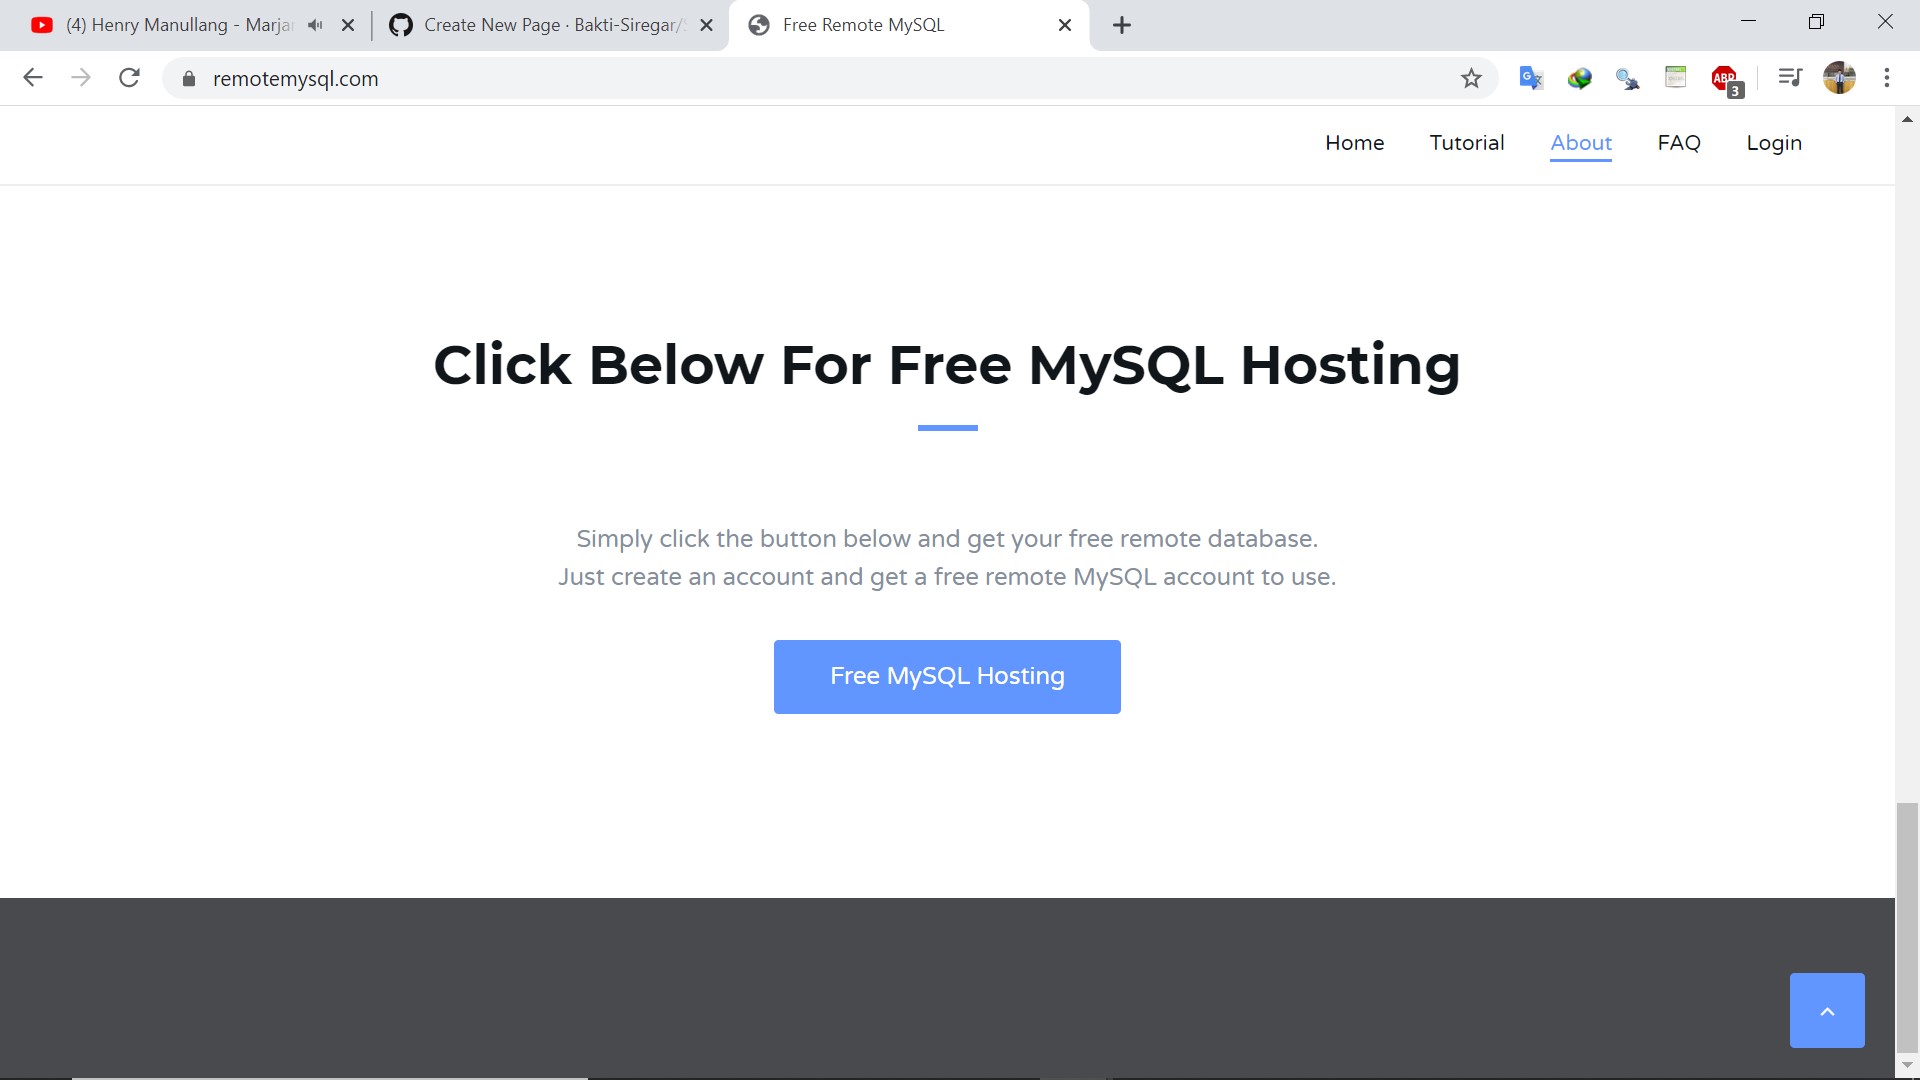 (4) Henry Manullang - Marja
Create New Page · Bakti-Siregar/
Free Remote MySQL
remotemysql.com
ABP
3
Home
Tutorial
About
FAQ
Login
Click Below For Free MySQL Hosting
Simply click the button below and get your free remote database.
Just create an account and get a free remote MySQL account to use.
Free MySQL Hosting